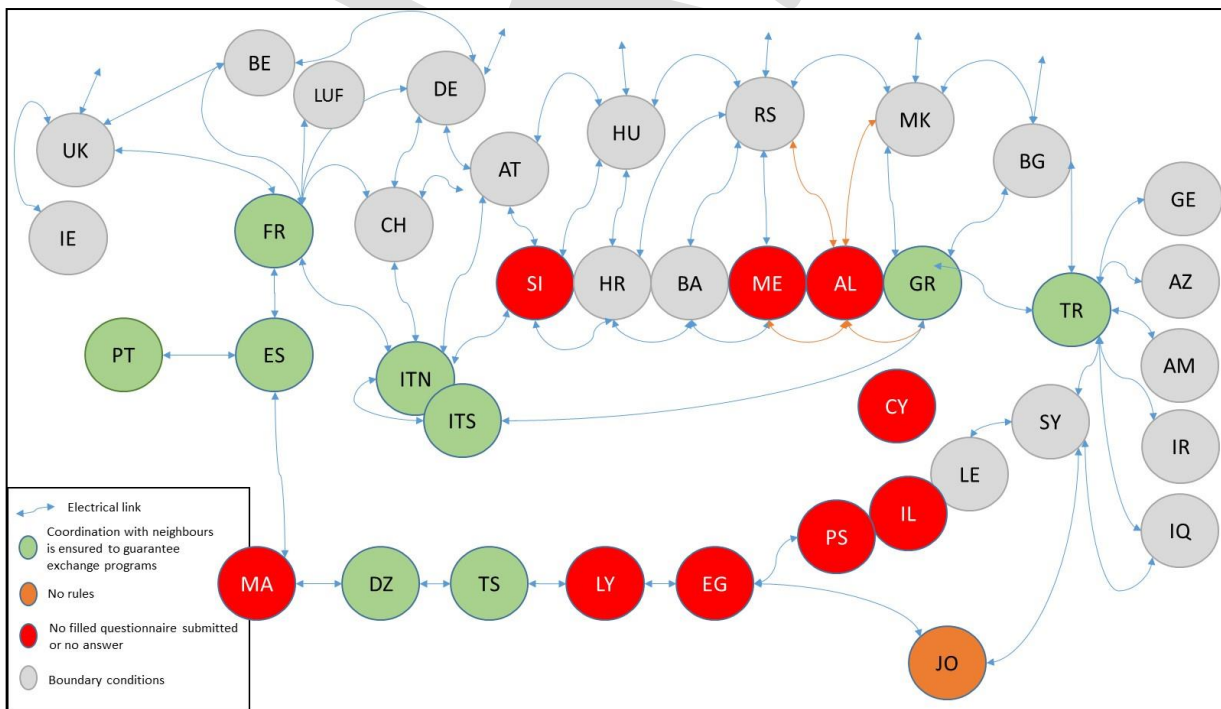 BE
LUF
DE
UK
HU
RS
MK
AT
BG
GE
IE
FR
CH
SI
HR
BA
ME
AL
GR
TR
AZ
PT
ES
ITN
ITS
AM
CY
SY
IR
LE
IL
PS
IQ
MA
DZ
TS
LY
EG
JO
Electrical link
Coordination with neighbours
is ensured to guarantee
exchange programs
No rules
No filled questionnaire submitted
or no answer
Boundary conditions